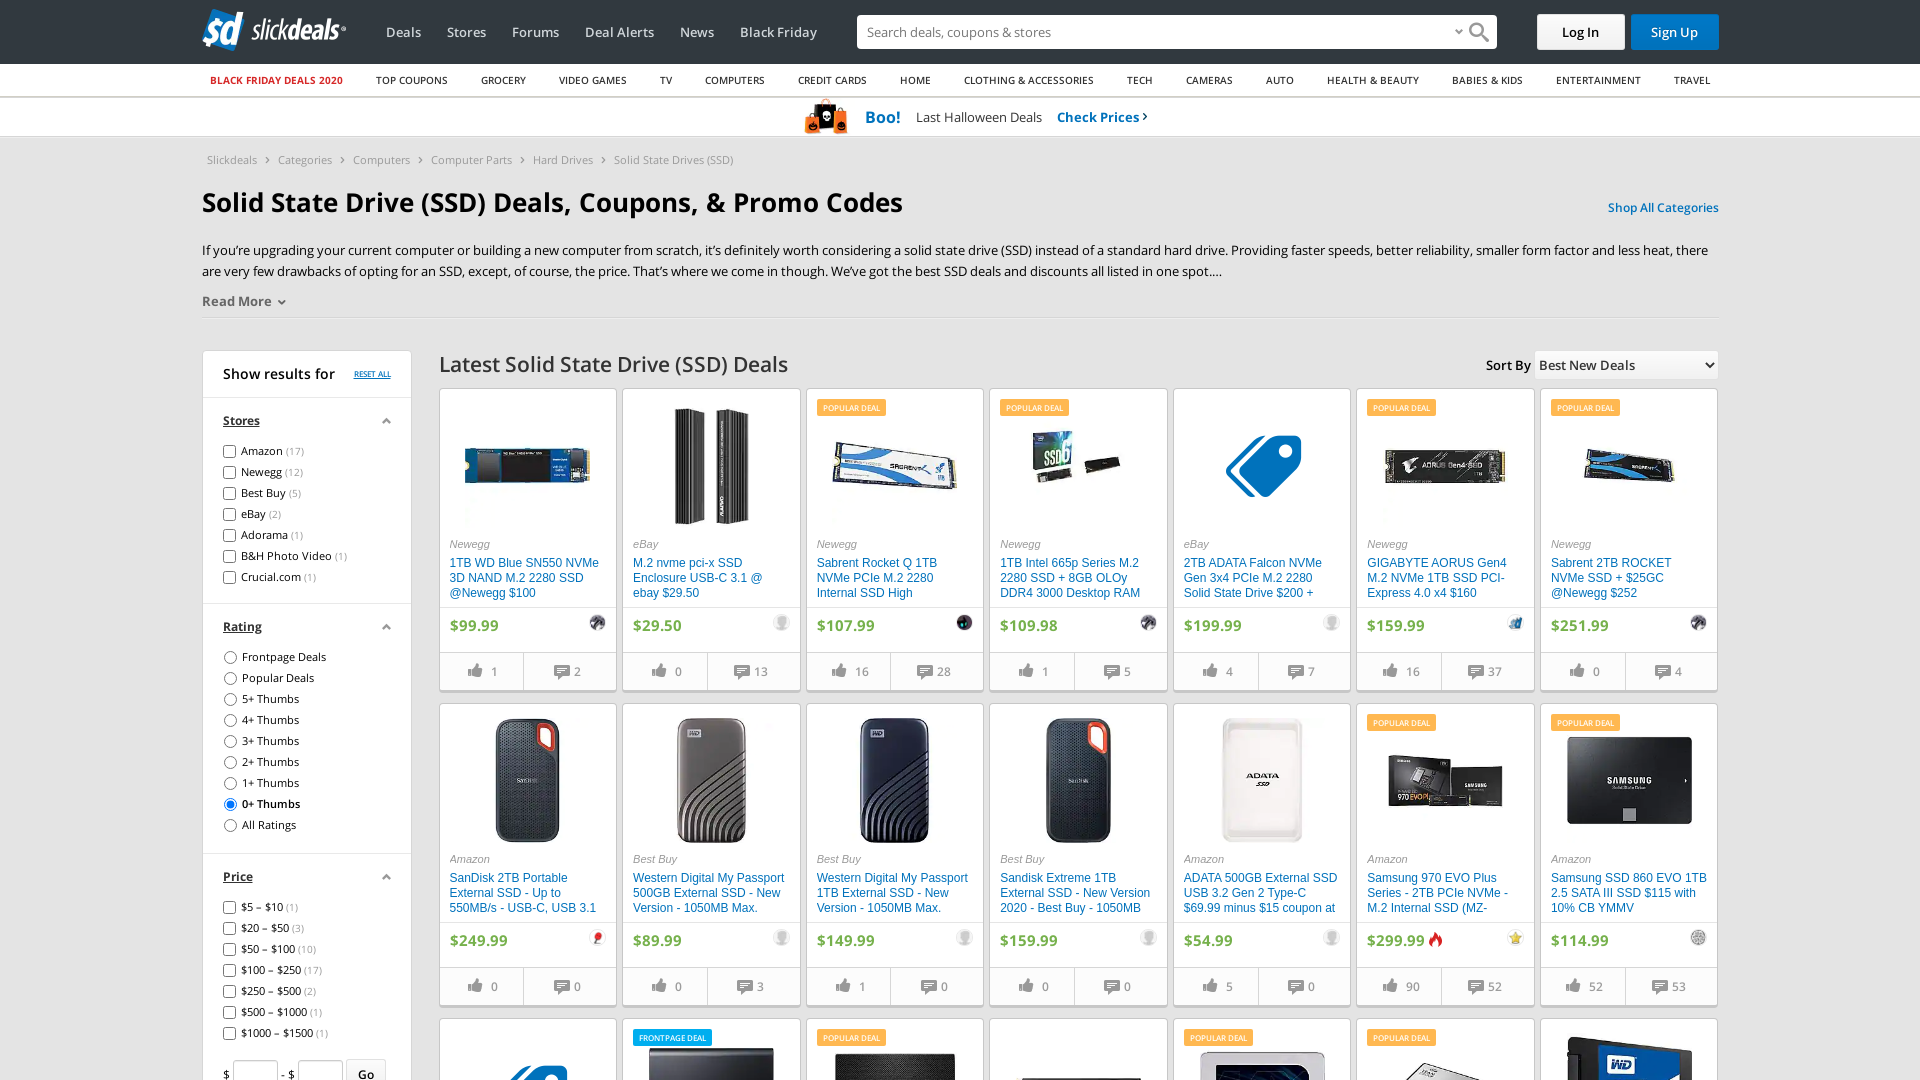 sd slickdeals
Deals
Stores
Forums
Deal Alerts
News
Black Friday
Search deals, coupons & stores
Log In
Sign Up
BLACK FRIDAY DEALS 2020
TOP COUPONS
GROCERY
VIDEO GAMES
TV
COMPUTERS
CREDIT CARDS
HOME
CLOTHING & ACCESSORIES
TECH
CAMERAS
AUTO
HEALTH & BEAUTY
BABIES & KIDS
ENTERTAINMENT
TRAVEL
Boo! Last Halloween Deals Check Prices
Slickdeals > Categories > Computers > Computer Parts > Hard Drives > Solid State Drives (SSD)
Solid State Drive (SSD) Deals, Coupons, & Promo Codes
Shop All Categories
If you’re upgrading your current computer or building a new computer from scratch, it’s definitely worth considering a solid state drive (SSD) instead of a standard hard drive. Providing faster speeds, better reliability, smaller form factor and less heat, there
are very few drawbacks of opting for an SSD, except, of course, the price. That’s where we come in though. We’ve got the best SSD deals and discounts all listed in one spot.…
Read More
Show results for
RESET ALL
Stores
Amazon (17)
Newegg (12)
Best Buy (5)
eBay (2)
Adorama (1)
B&H Photo Video (1)
Crucial.com (1)
Rating
Frontpage Deals
Popular Deals
5+ Thumbs
4+ Thumbs
3+ Thumbs
2+ Thumbs
1+ Thumbs
0+ Thumbs
All Ratings
Price
$5 – $10 (1)
$20 – $50 (3)
$50 – $100 (10)
$100 – $250 (17)
$250 – $500 (2)
$500 – $1000 (1)
$1000 – $1500 (1)
$ - $ Go
Latest Solid State Drive (SSD) Deals
Sort By Best New Deals
Newegg
1TB WD Blue SN550 NVMe
3D NAND M.2 2280 SSD
@Newegg $100
$99.99
1
2
eBay
M.2 nvme pci-x SSD
Enclosure USB-C 3.1 @
ebay $29.50
$29.50
0
13
POPULAR DEAL
SABRENT
Newegg
Sabrent Rocket Q 1TB
NVMe PCIe M.2 2280
Internal SSD High
$107.99
16
28
POPULAR DEAL
SSD 6
Newegg
1TB Intel 665p Series M.2
2280 SSD + 8GB OLOy
DDR4 3000 Desktop RAM
$109.98
1
5
eBay
2TB ADATA Falcon NVMe
Gen 3x4 PCIe M.2 2280
Solid State Drive $200 +
$199.99
4
7
POPULAR DEAL
AORUS Gen4 SSD
1TB
Newegg
GIGABYTE AORUS Gen4
M.2 NVMe 1TB SSD PCI-
Express 4.0 x4 $160
$159.99
16
37
POPULAR DEAL
SABRENT
Newegg
Sabrent 2TB ROCKET
NVMe SSD + $25GC
@Newegg $252
$251.99
0
4
SanDisk
Amazon
SanDisk 2TB Portable
External SSD - Up to
550MB/s - USB-C, USB 3.1
$249.99
0
0
WD
Best Buy
Western Digital My Passport
500GB External SSD - New
Version - 1050MB Max.
$89.99
0
3
WD
Best Buy
Western Digital My Passport
1TB External SSD - New
Version - 1050MB Max.
$149.99
1
0
SanDisk
Best Buy
Sandisk Extreme 1TB
External SSD - New Version
2020 - Best Buy - 1050MB
$159.99
0
0
ADATA
SSD
Amazon
ADATA 500GB External SSD
USB 3.2 Gen 2 Type-C
$69.99 minus $15 coupon at
$54.99
5
0
POPULAR DEAL
SAMSUNG
970 EVO Pl
Amazon
Samsung 970 EVO Plus
Series - 2TB PCIe NVMe -
M.2 Internal SSD (MZ-
$299.99
90
52
POPULAR DEAL
SAMSUNG
Solid State Drive
Amazon
Samsung SSD 860 EVO 1TB
2.5 SATA III SSD $115 with
10% CB YMMV
$114.99
52
53
FRONTPAGE DEAL
POPULAR DEAL
POPULAR DEAL
POPULAR DEAL
WD